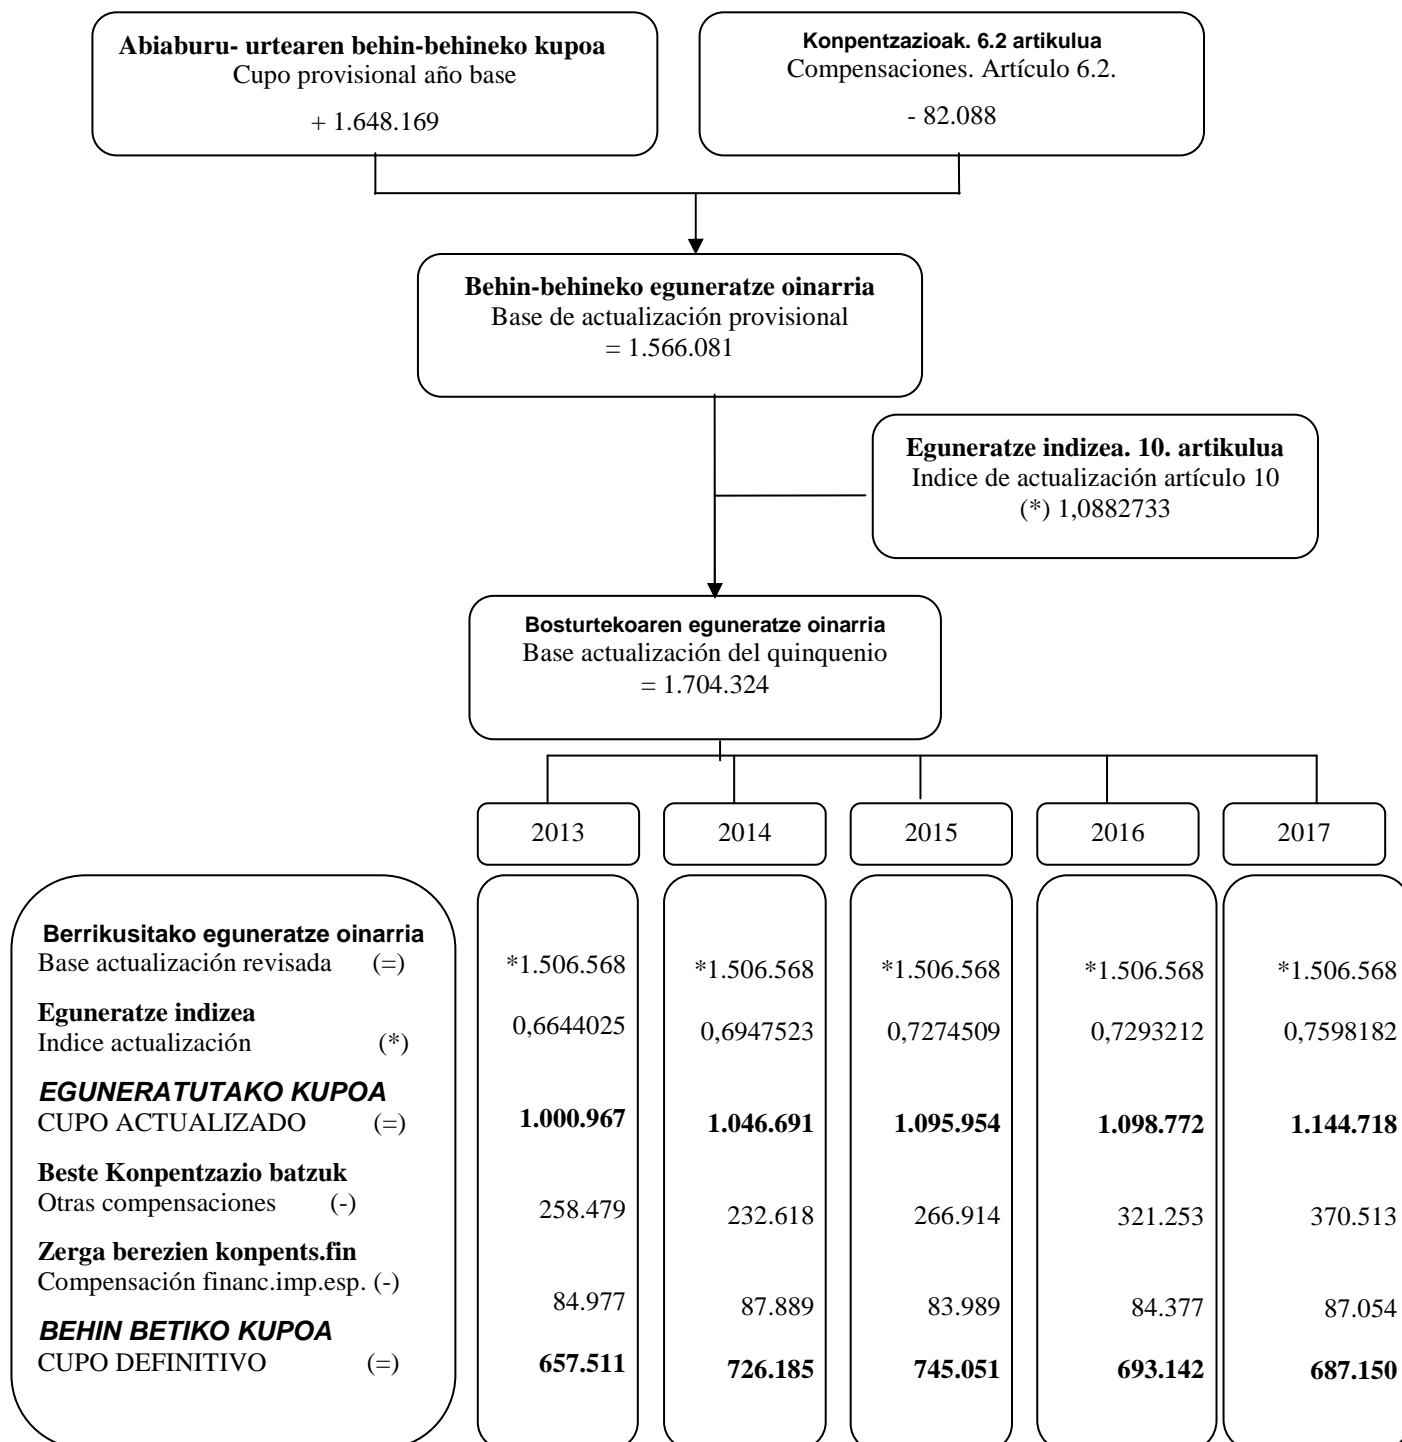 Abiaburu- urtearen behin-behineko kupoa
Cupo provisional año base
+ 1.648.169
Konpentzazioak. 6.2 artikulua
Compensaciones. Artículo 6.2.
- 82.088
Behin-behineko eguneratze oinarria
Base de actualización provisional
= 1.566.081
Eguneratze indizea. 10. artikulua
Indice de actualización artículo 10
(*) 1,0882733
Bosturtekoaren eguneratze oinarria
Base actualización del quinquenio
= 1.704.324
2013 2014 2015 2016 2017
Berrikusitako eguneratze oinarria
Base actualización revisada (=) *1.506.568 *1.506.568 *1.506.568 *1.506.568 *1.506.568
Eguneratze indizea
Indice actualización (*) 0,6644025 0,6947523 0,7274509 0,7293212 0,7598182
EGUNERATUTAKO KUPOA
CUPO ACTUALIZADO (=) 1.000.967 1.046.691 1.095.954 1.098.772 1.144.718
Beste Konpentzazio batzuk
Otras compensaciones (-) 258.479 232.618 266.914 321.253 370.513
Zerga berezien konpents.fin
Compensación financ.imp.esp. (-) 84.977 87.889 83.989 84.377 87.054
BEHIN BETIKO KUPOA
CUPO DEFINITIVO (=) 657.511 726.185 745.051 693.142 687.150